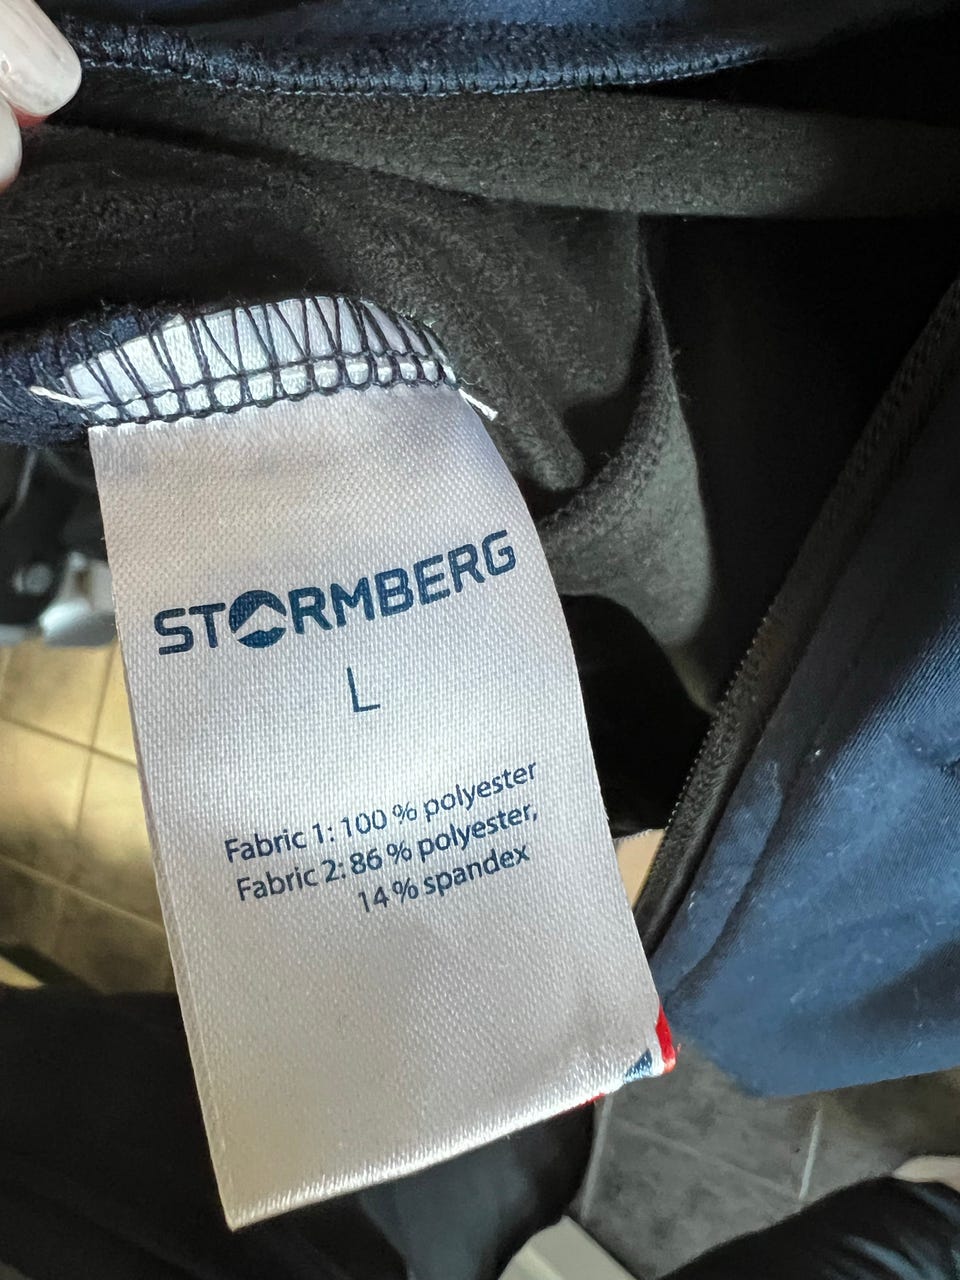 STORMBERG
L
Fabric 1: 100 % polyester
Fabric 2: 86 % polyester,
14 % spandex